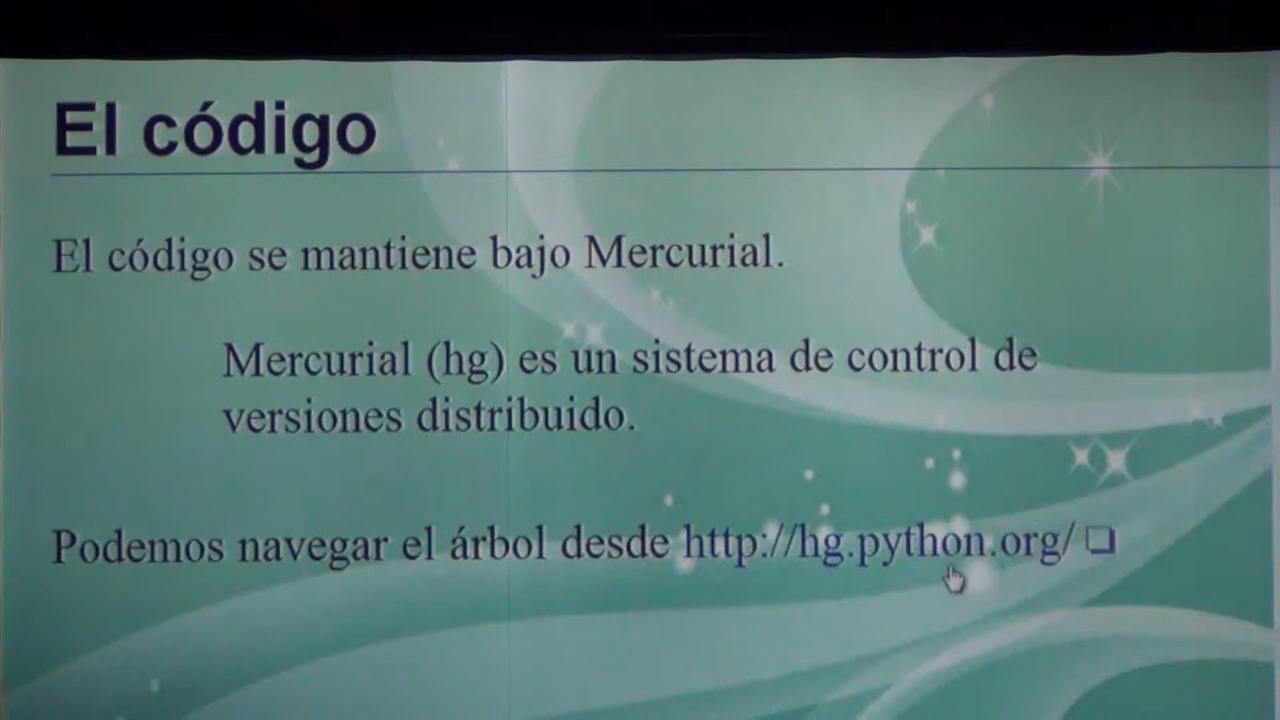 El código
El código se mantiene bajo Mercurial.
Mercurial (hg) es un sistema de control de
versiones distribuido.
Podemos navegar el árbol desde http://hg.python.org/ ❏